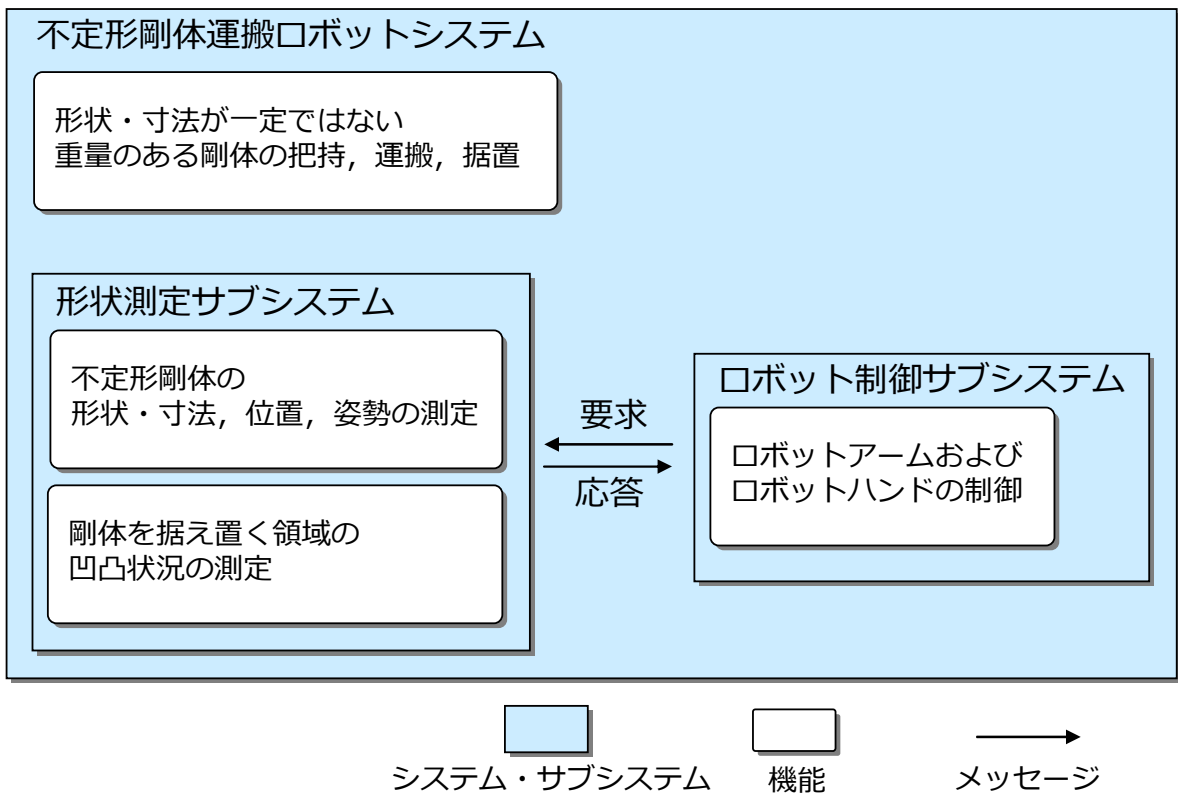 不定形剛体運搬ロボットシステム
形状・寸法が一定ではない
重量のある剛体の把持，運搬，据置
形状測定サブシステム
不定形剛体の
形状・寸法，位置，姿勢の測定
剛体を据え置く領域の
凹凸状況の測定
要求
応答
ロボット制御サブシステム
ロボットアームおよび
ロボットハンドの制御
システム・サブシステム
機能
メッセージ